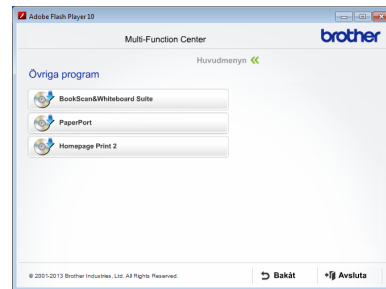 Adobe Flash Player 10
Multi-Function Center
brother
Huvudmenyn
Övriga program
BookScan&Whiteboard Suite
PaperPort
Homepage Print 2
© 2001-2013 Brother Industries, Ltd. All Rights Reserved.
Bakåt
Avsluta